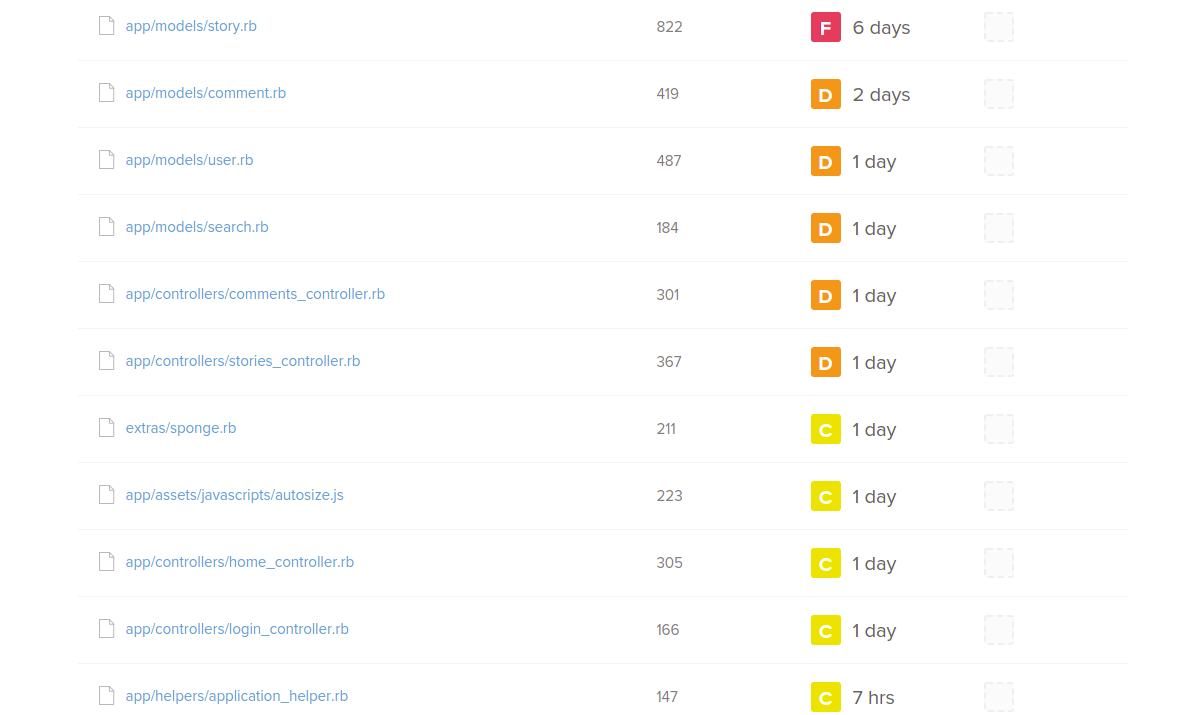 app/models/story.rb 822 F 6 days
app/models/comment.rb 419 D 2 days
app/models/user.rb 487 D 1 day
app/models/search.rb 184 D 1 day
app/controllers/comments_controller.rb 301 D 1 day
app/controllers/stories_controller.rb 367 D 1 day
extras/sponge.rb 211 C 1 day
app/assets/javascripts/autosize.js 223 C 1 day
app/controllers/home_controller.rb 305 C 1 day
app/controllers/login_controller.rb 166 C 1 day
app/helpers/application_helper.rb 147 C 7 hrs